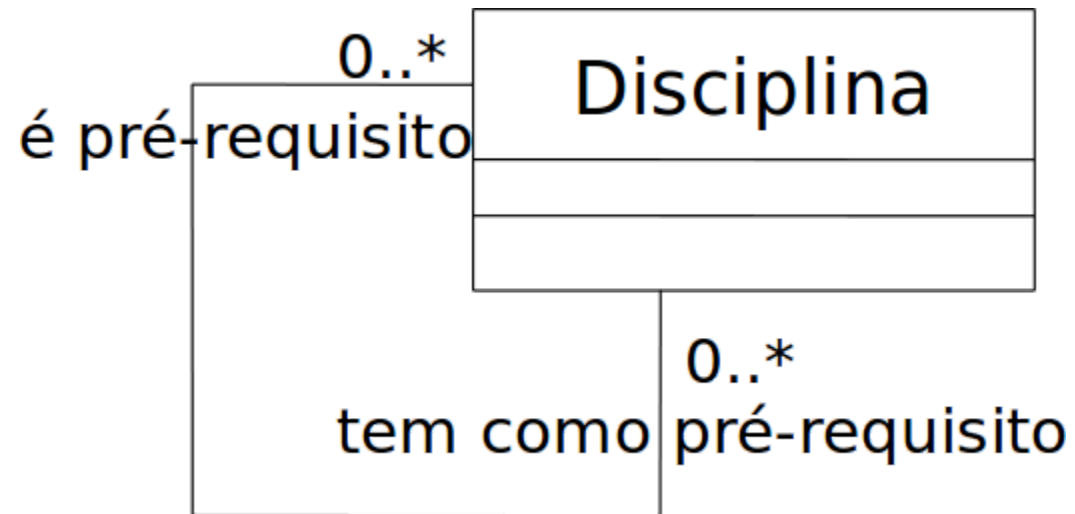 0..*
Disciplina
é pré-requisito
0..*
tem como pré-requisito